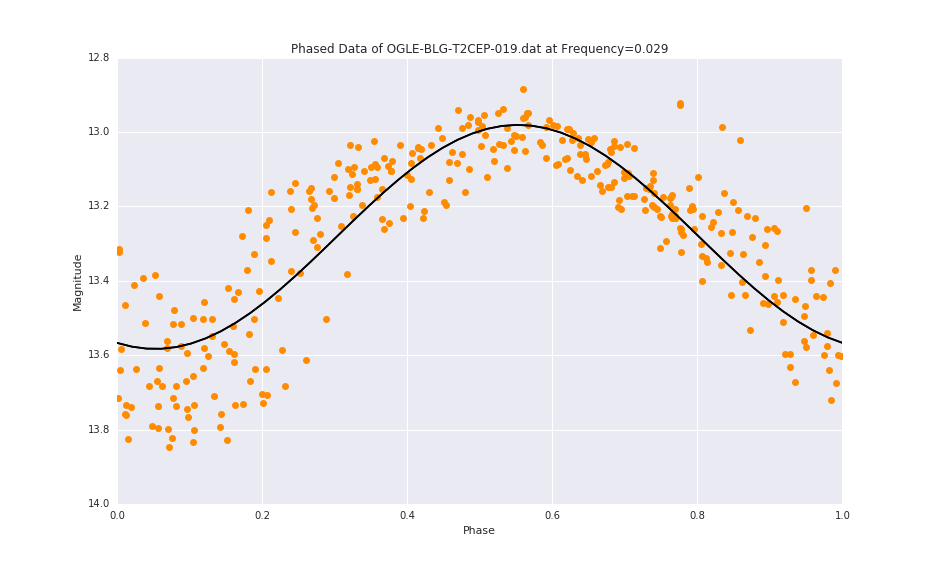 Phased Data of OGLE-BLG-T2CEP-019.dat at Frequency=0.029
12.8
13.0
13.2
13.4
13.6
13.8
14.0
Magnitude
0.0 0.2 0.4 0.6 0.8 1.0
Phase